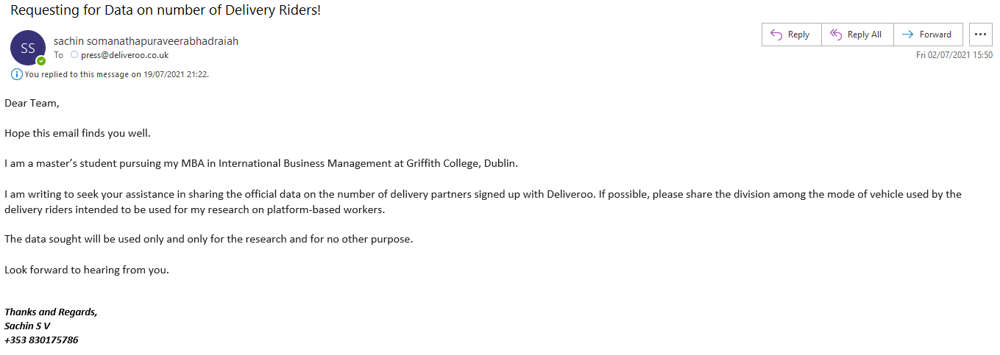 Requesting for Data on number of Delivery Riders!
SS
sachin somanathapuraveerabhadraiah
To press@deliveroo.co.uk
Reply
Reply All
Forward
...
Fri 02/07/2021 15:50
You replied to this message on 19/07/2021 21:22.
Dear Team,
Hope this email finds you well.
I am a master's student pursuing my MBA in International Business Management at Griffith College, Dublin.
I am writing to seek your assistance in sharing the official data on the number of delivery partners signed up with Deliveroo. If possible, please share the division among the mode of vehicle used by the
delivery riders intended to be used for my research on platform-based workers.
The data sought will be used only and only for the research and for no other purpose.
Look forward to hearing from you.
Thanks and Regards,
Sachin S V
+353 830175786